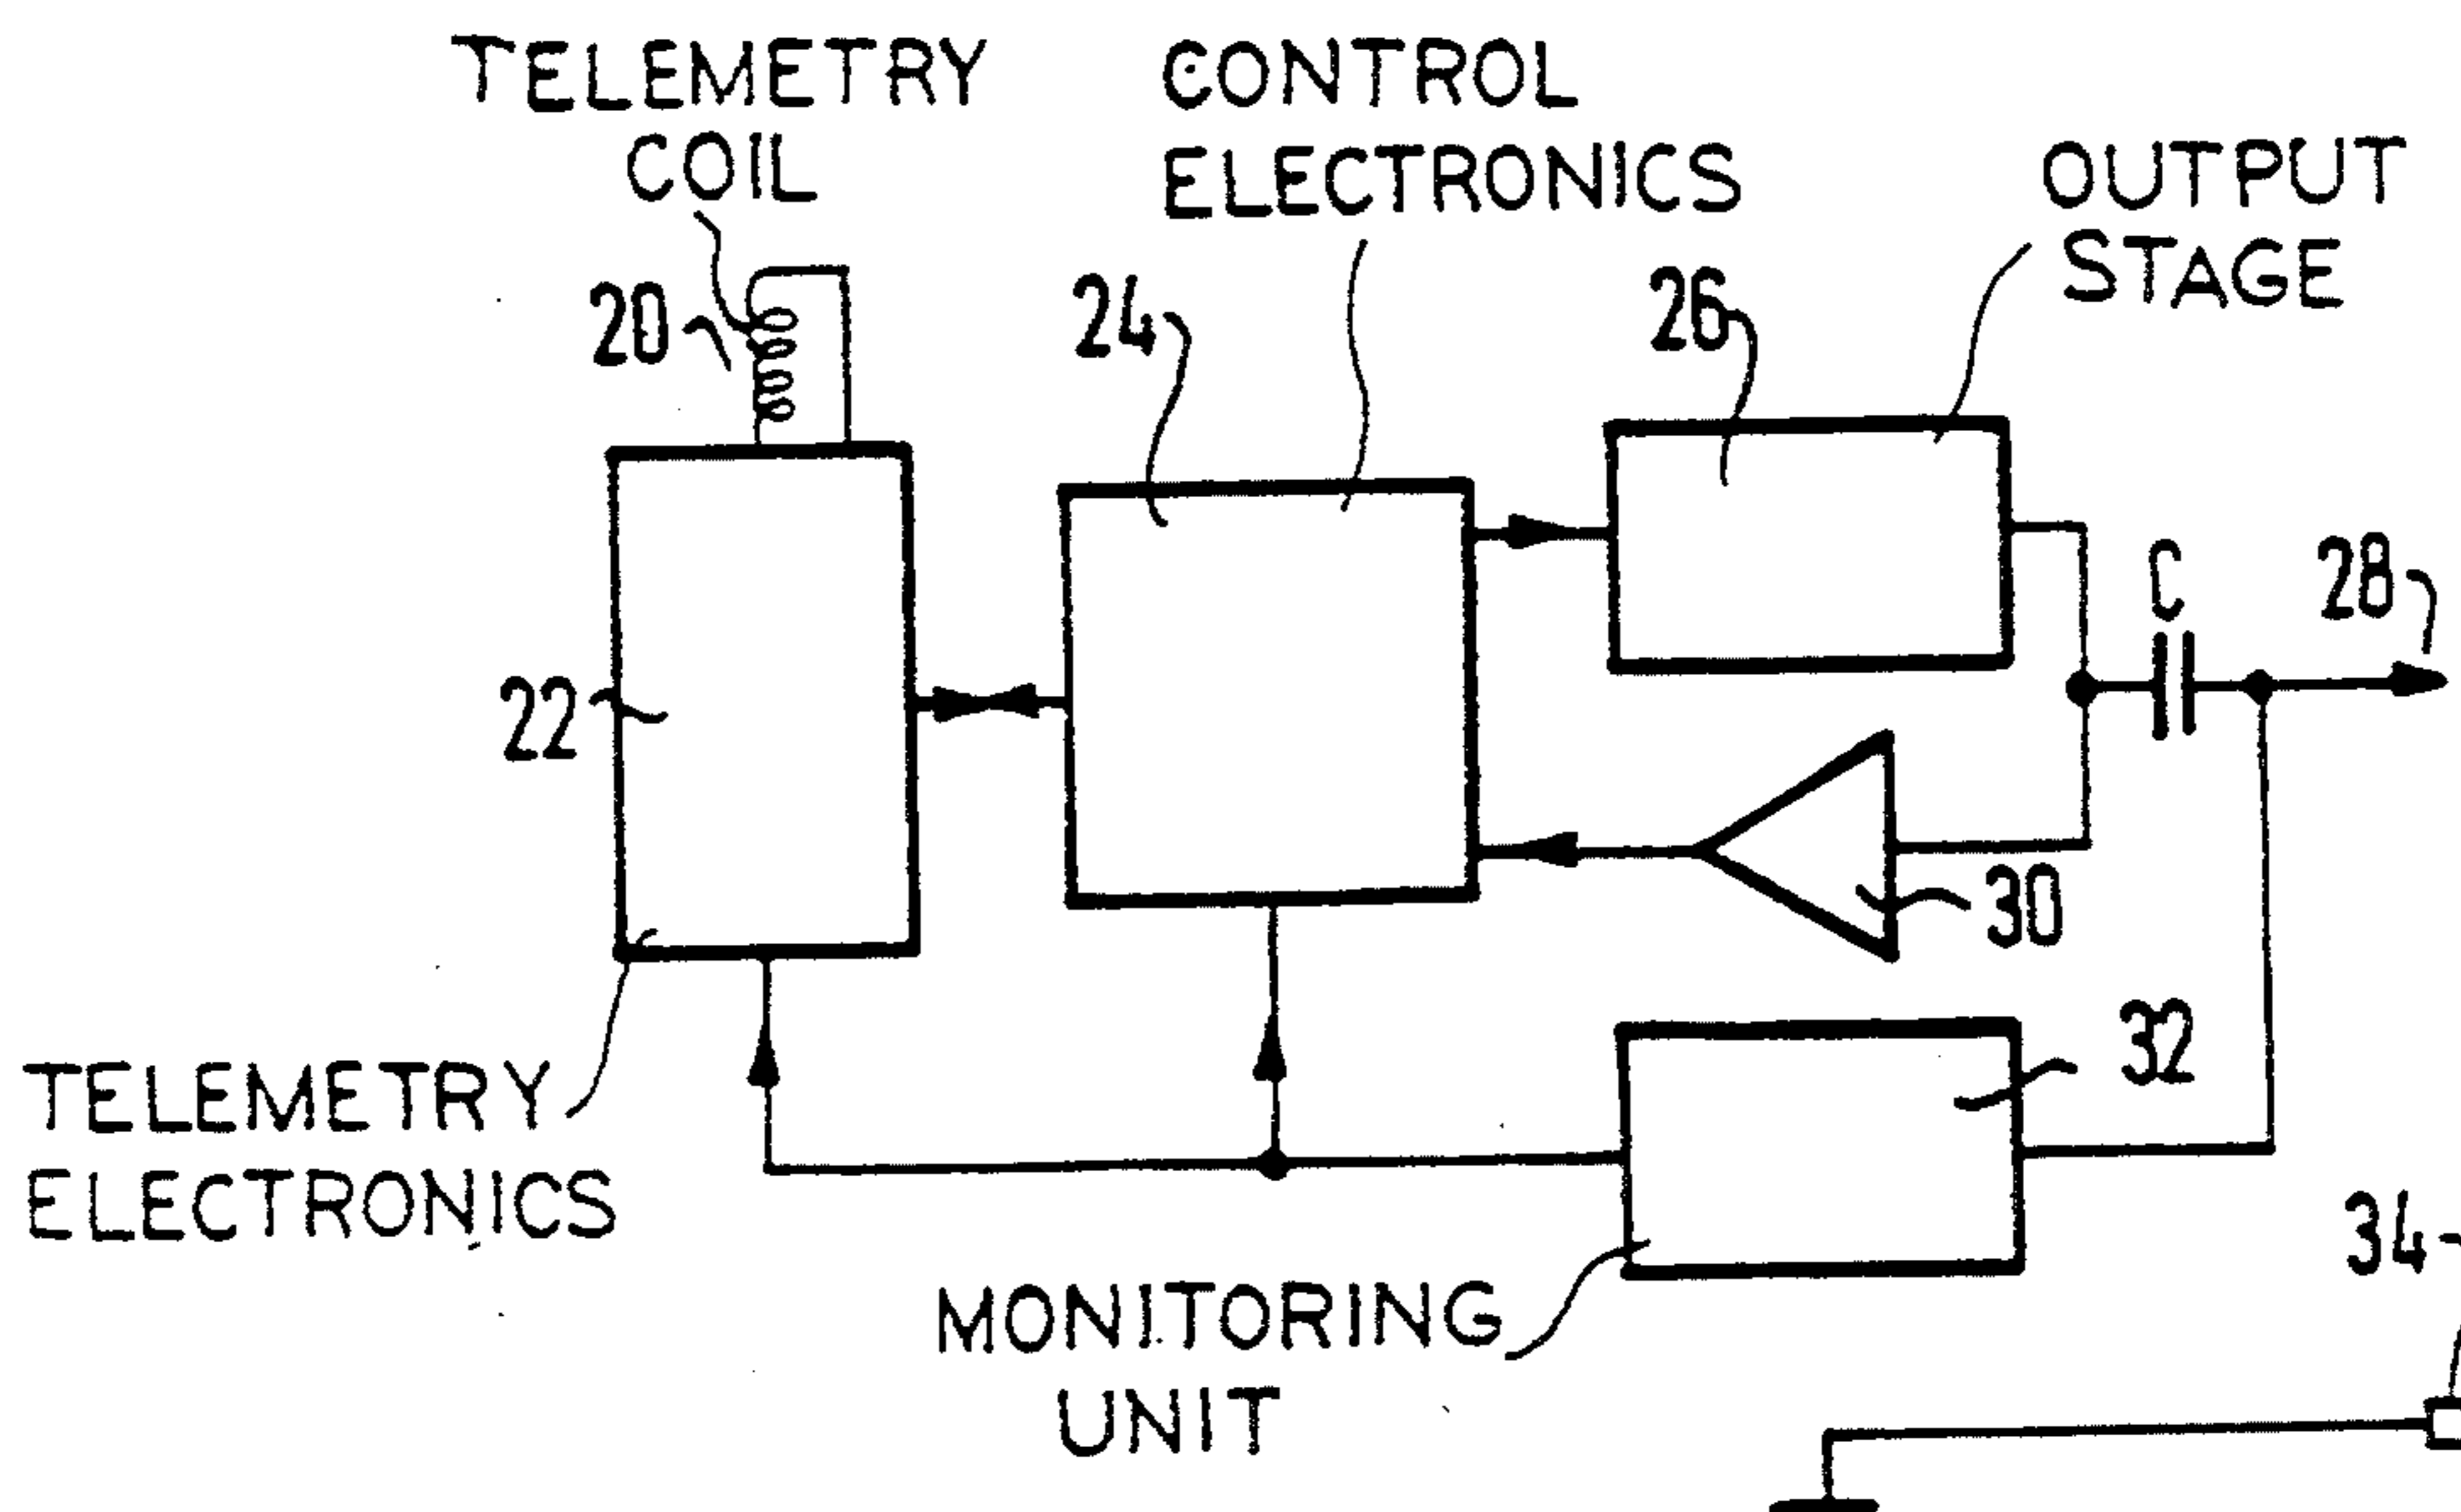 TELEMETRY
COIL
CONTROL
ELECTRONICS
OUTPUT
STAGE
20
24
26
22
C
28
30
32
TELEMETRY
ELECTRONICS
34
MONITORING
UNIT